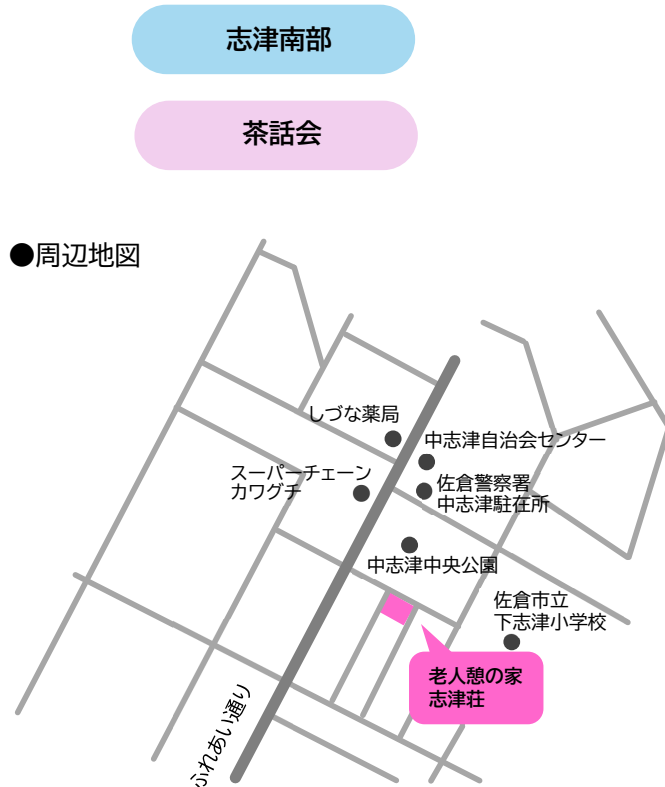 志津南部
茶話会
●周辺地図
しづな薬局
中志津自治会センター
スーパーチェーン
カワグチ
佐倉警察署
中志津駐在所
中志津中央公園
佐倉市立
下志津小学校
老人憩の家
志津荘
ふれあい通り